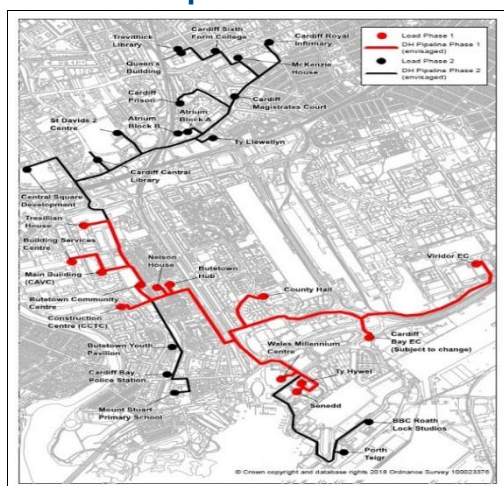 Trevithick
Library
Cardiff Sixth
Form College
Cardiff Royal
Infirmary
Load Phase 1
DH Pipeline Phase 1
(envisaged)
Load Phase 2
DH Pipeline Phase 2
(envisaged)
Queen's
Building
McKenzie
House
Cardiff
Prison
Cardiff
Magistrates Court
St Davids 2
Centre
Atrium
Block B
Atrium
Block A
Ty Llewellyn
Cardiff Central
Library
Central Square
Development
Tresillian
House
Building Services
Centre
Nelson
House
Butetown
Hub
Viridor EC
Main Building
(CAVC)
County Hall
Butetown Community
Centre
Construction
Centre (CCTC)
Cardiff
Bay EC
(Subject to change)
Butetown Youth
Pavilion
Wales Millennium
Centre
Cardiff Bay
Police Station
Ty Hywel
Mount Stuart
Primary School
Senedd
BBC Roath
Lock Studios
Porth
Teigr
© Crown copyright and database rights 2018 Ordnance Survey 100023376